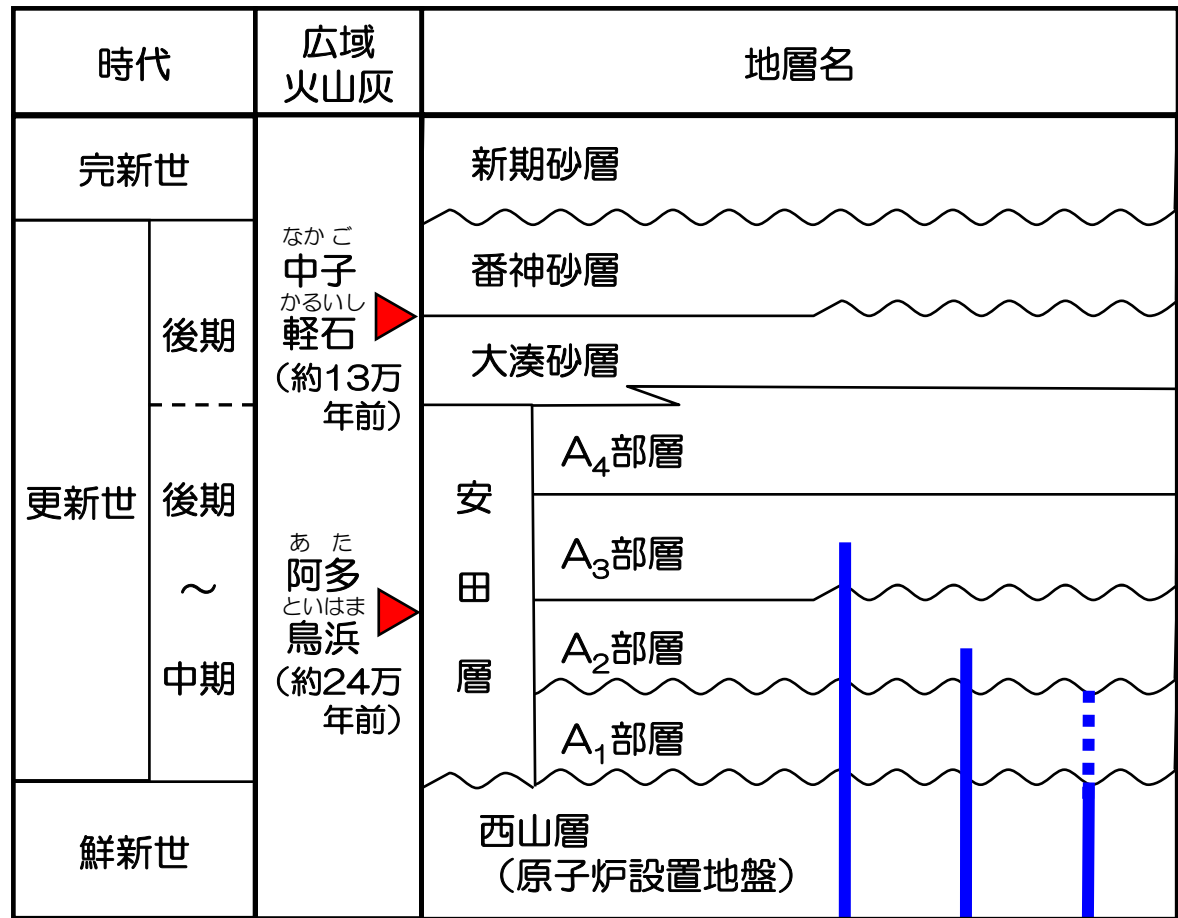 時代
広域
火山灰
地層名
完新世
更新世
後期
後期
～
中期
鮮新世
なかご
中子
かるいし
軽石
（約13万
年前）
あた
阿多
といはま
鳥浜
（約24万
年前）
新期砂層
番神砂層
大湊砂層
安
田
層
A4部層
A3部層
A2部層
A1部層
西山層
（原子炉設置地盤）